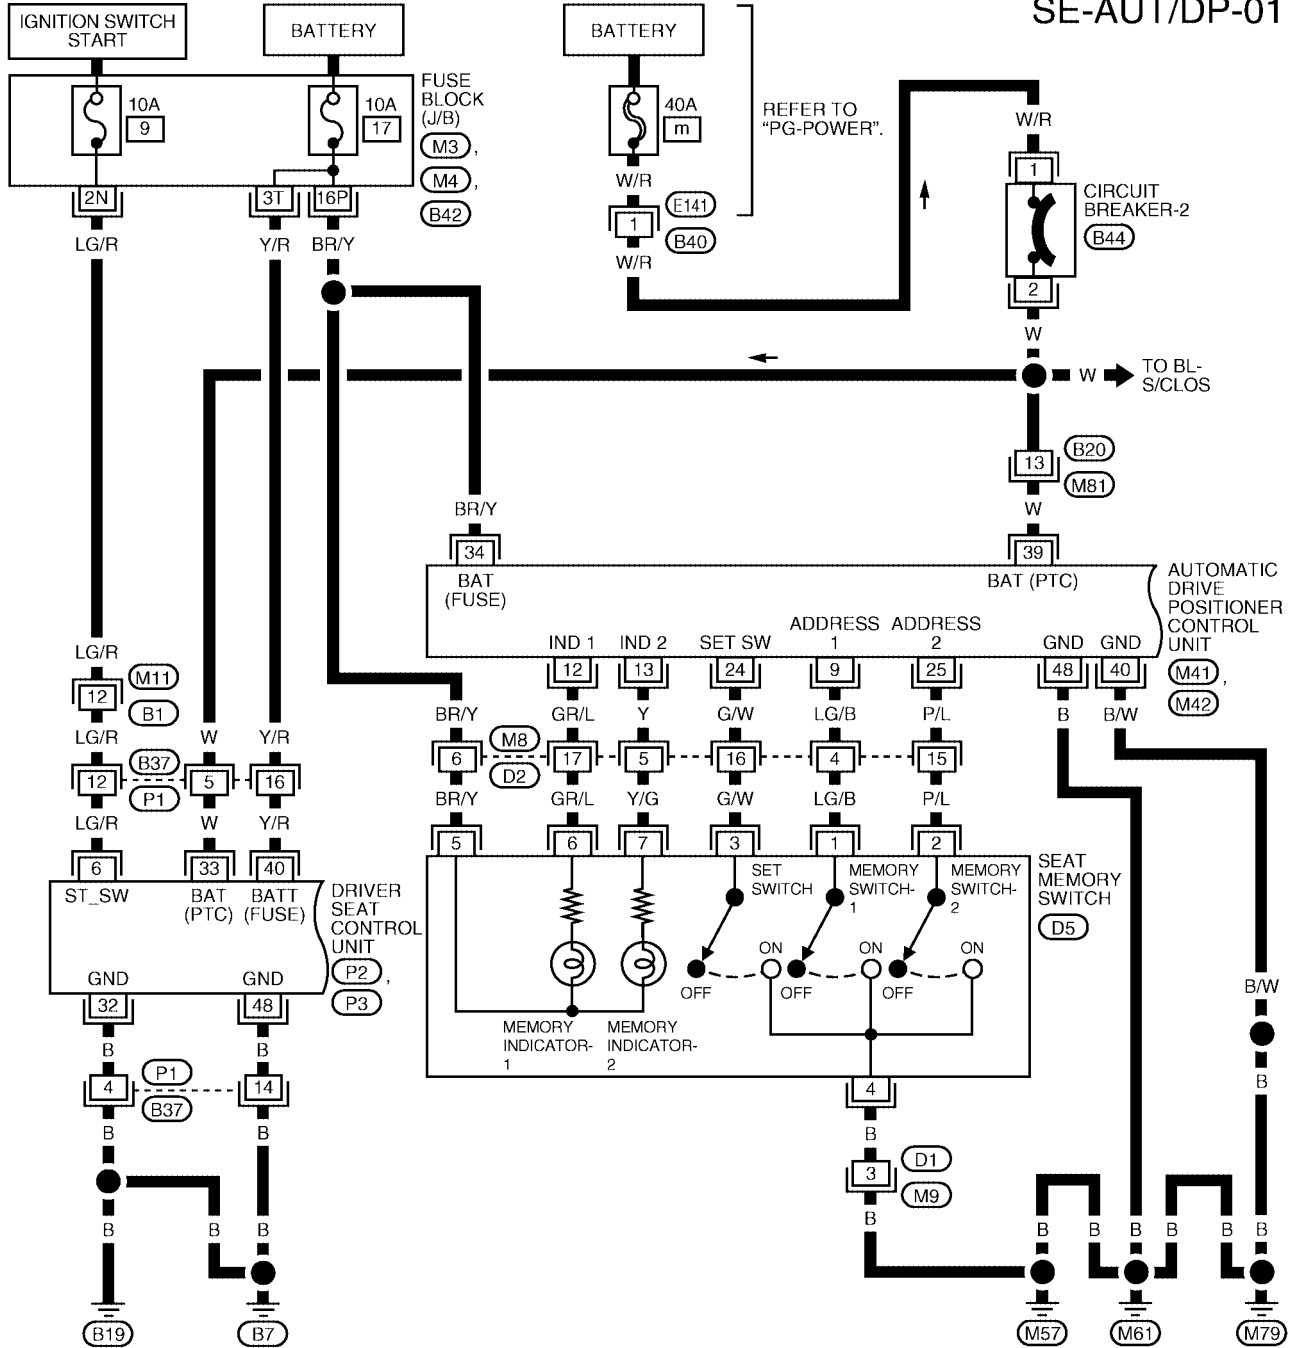 SE-AUT/DP-01
IGNITION SWITCH
START
BATTERY
BATTERY
10A
9
10A
17
FUSE
BLOCK
(J/B)
M3 ,
M4 ,
B42
40A
m
REFER TO
"PG-POWER".
W/R
1
E141
B40
W/R
W/R
1
CIRCUIT
BREAKER-2
B44
2
W
2N
3T
16P
LG/R
Y/R
BR/Y
W
TO BL-
S/CLOS
13
B20
M81
W
BR/Y
34
39
BAT
(FUSE)
BAT (PTC)
AUTOMATIC
DRIVE
POSITIONER
CONTROL
UNIT
M41 ,
M42
IND 1
IND 2
SET SW
ADDRESS
1
ADDRESS
2
GND
GND
12
13
24
9
25
48
40
LG/R
12
M11
B1
LG/R
W
Y/R
BR/Y
GR/L
Y
G/W
LG/B
P/L
B
B/W
M8
D2
6
17
5
16
4
15
B37
P1
12
5
16
LG/R
W
Y/R
BR/Y
GR/L
Y/G
G/W
LG/B
P/L
6
33
40
5
6
7
3
1
2
ST_SW
BAT
(PTC)
BATT
(FUSE)
DRIVER
SEAT
CONTROL
UNIT
P2 ,
P3
SET
SWITCH
MEMORY
SWITCH-
1
MEMORY
SWITCH-
2
SEAT
MEMORY
SWITCH
D5
ON
ON
ON
OFF
OFF
OFF
GND
GND
32
48
MEMORY
INDICATOR-
1
MEMORY
INDICATOR-
2
B
B
4
P1
B37
14
B
B
4
B
3
D1
M9
B
B/W
B
B
B
B
B
B
B
B
B
B
B19
B7
M57
M61
M79